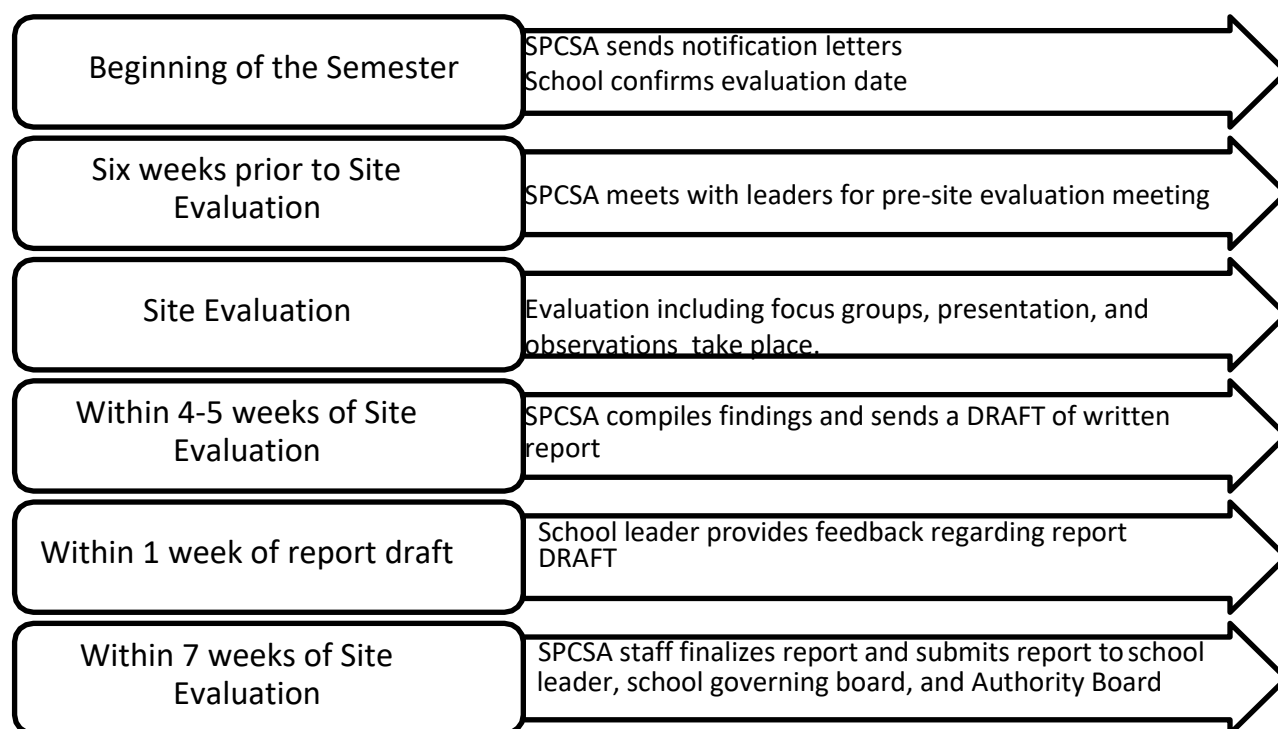 Beginning of the Semester
SPCSA sends notification letters
School confirms evaluation date
Six weeks prior to Site
Evaluation
SPCSA meets with leaders for pre-site evaluation meeting
Site Evaluation
Evaluation including focus groups, presentation, and
observations take place.
Within 4-5 weeks of Site
Evaluation
SPCSA compiles findings and sends a DRAFT of written
report
Within 1 week of report draft
School leader provides feedback regarding report
DRAFT
Within 7 weeks of Site
Evaluation
SPCSA staff finalizes report and submits report to school
leader, school governing board, and Authority Board